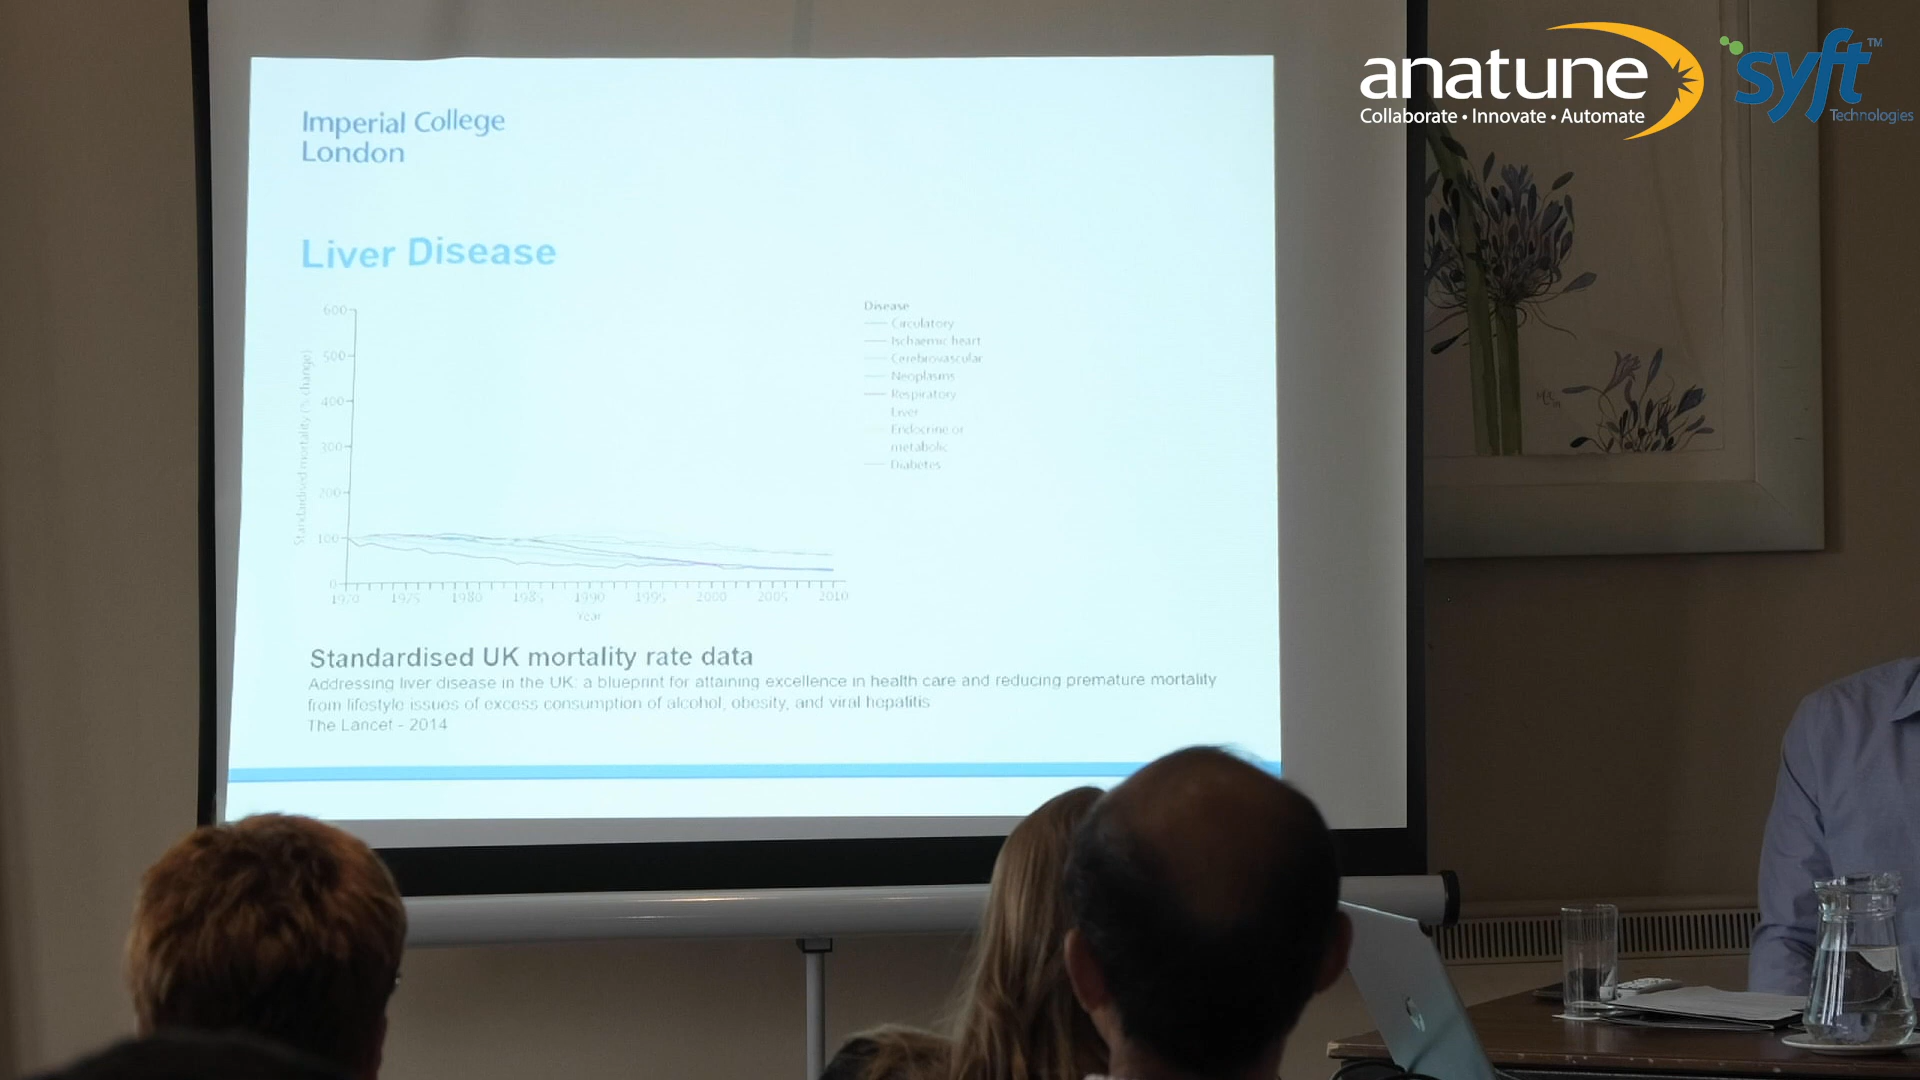 anatune
Collaborate • Innovate • Automate
syft™
Technologies
Imperial College
London
Liver Disease
Standardised mortality (% change)
600
500
400
300
200
100
0
1970 1975 1980 1985 1990 1995 2000 2005 2010
Year
Disease
Circulatory
Ischaemic heart
Cerebrovascular
Neoplasms
Respiratory
Liver
Endocrine or
metabolic
Diabetes
Standardised UK mortality rate data
Addressing liver disease in the UK: a blueprint for attaining excellence in health care and reducing premature mortality
from lifestyle issues of excess consumption of alcohol, obesity, and viral hepatitis
The Lancet - 2014